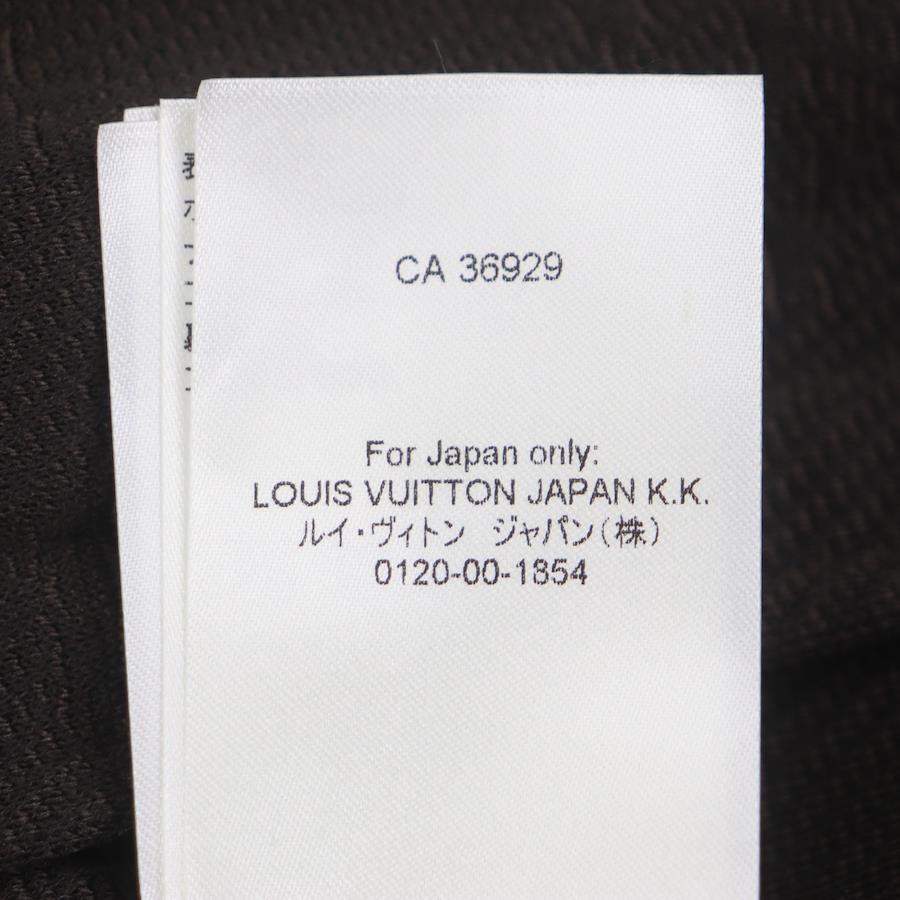 CA 36929
For Japan only:
LOUIS VUITTON JAPAN K.K.
ルイ・ヴィトン ジャパン(株)
0120-00-1854